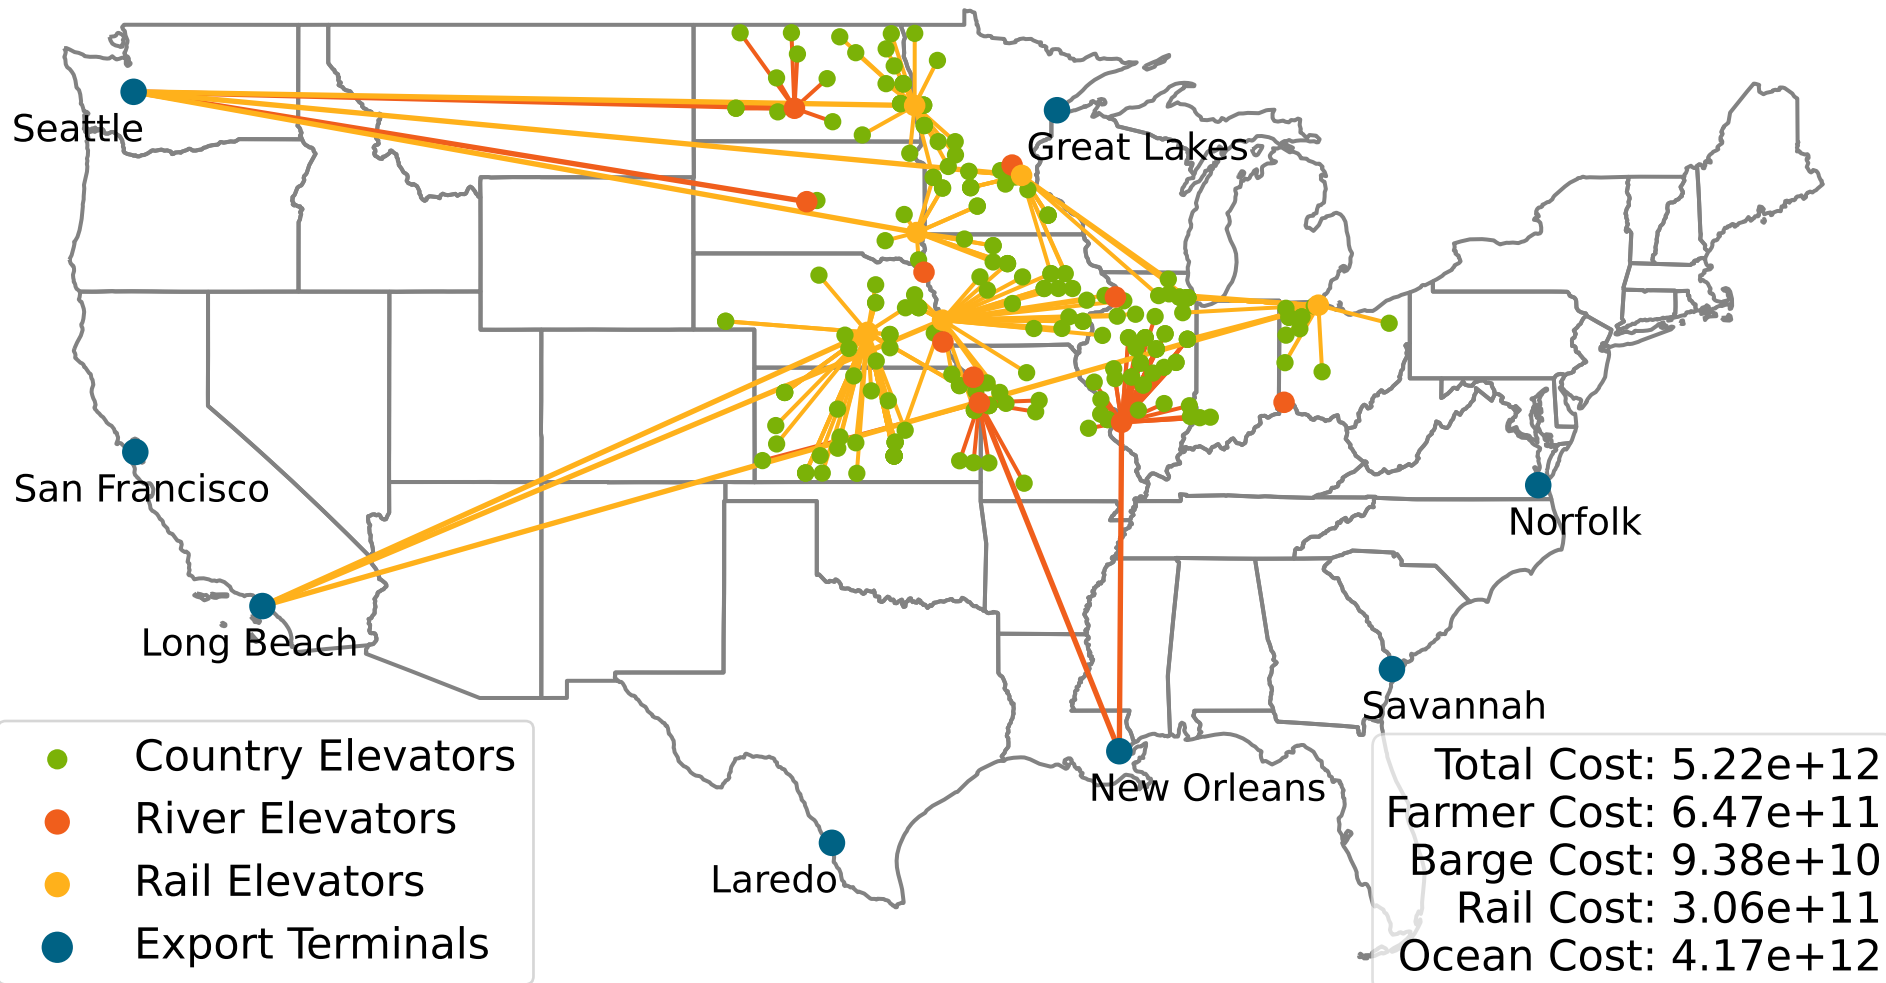 Seattle
Great Lakes
San Francisco
Norfolk
Long Beach
Savannah
New Orleans
Laredo
Country Elevators
River Elevators
Rail Elevators
Export Terminals
Total Cost: 5.22e+12
Farmer Cost: 6.47e+11
Barge Cost: 9.38e+10
Rail Cost: 3.06e+11
Ocean Cost: 4.17e+12